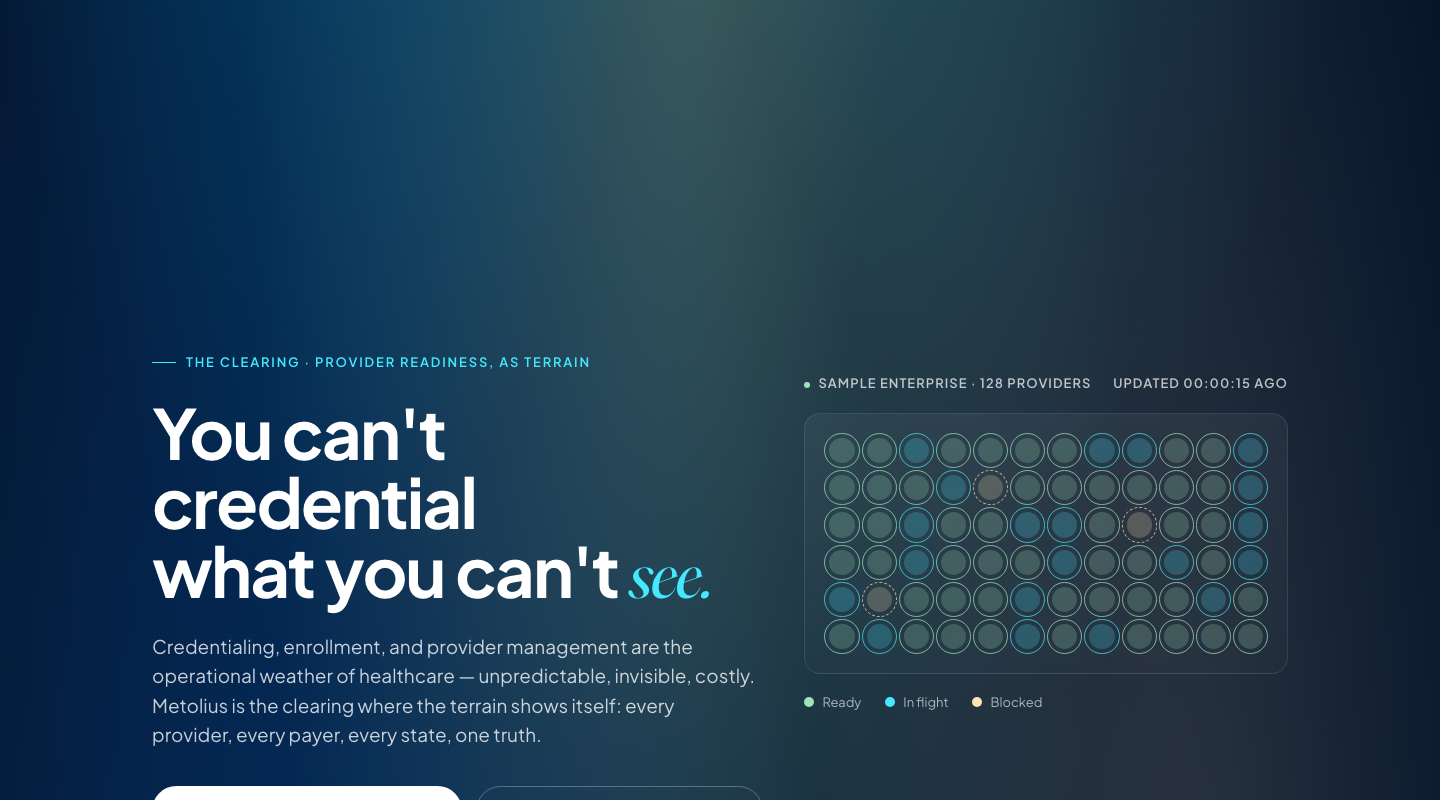 THE CLEARING · PROVIDER READINESS, AS TERRAIN
You can't
credential
what you can't see.
Credentialing, enrollment, and provider management are the
operational weather of healthcare — unpredictable, invisible, costly.
Metolius is the clearing where the terrain shows itself: every
provider, every payer, every state, one truth.
SAMPLE ENTERPRISE · 128 PROVIDERS
UPDATED 00:00:15 AGO
Ready
In flight
Blocked